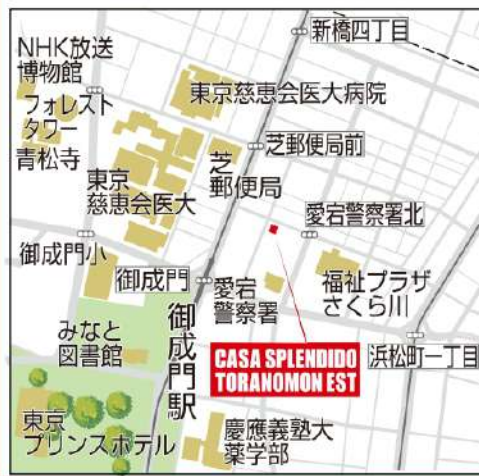 新橋四丁目
NHK放送
博物館
東京慈恵会医大病院
フォレスト
タワー
青松寺
芝郵便局前
東京
慈恵会医大
芝
郵便局
愛宕警察署北
御成門小
御成門
愛宕
警察署
福祉プラザ
さくら川
御成門駅
みなと
図書館
CASA SPLENDIDO
TORANOMON EST
浜松町一丁目
東京
プリンスホテル
慶應義塾大
薬学部